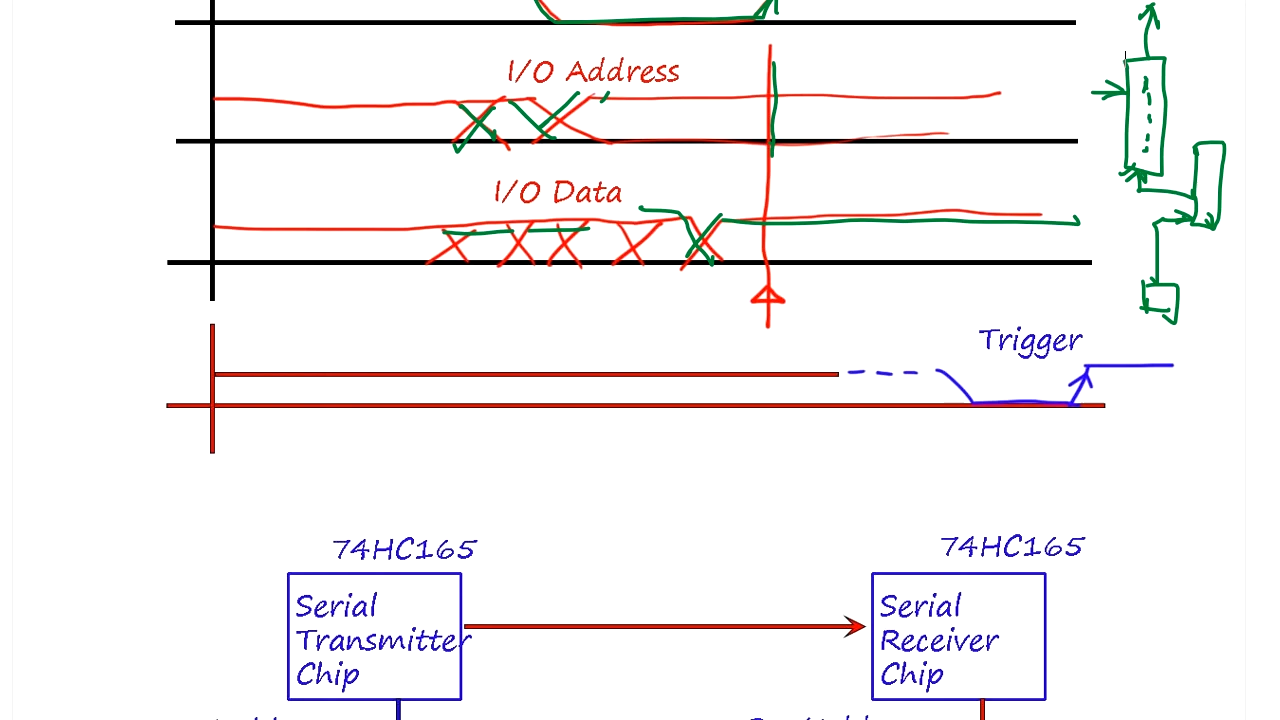 I/O Address
I/O Data
Trigger
74HC165
74HC165
Serial
Transmitter
Chip
Serial
Receiver
Chip